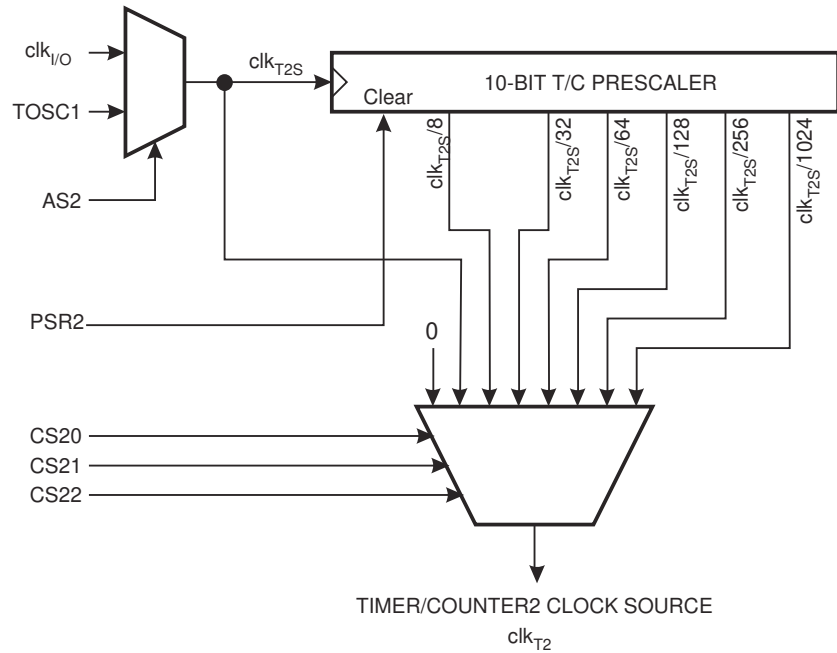 clkI/O
clkT2S
10-BIT T/C PRESCALER
TOSC1
Clear
clkT2S/8
clkT2S/32
clkT2S/64
clkT2S/128
clkT2S/256
clkT2S/1024
AS2
PSR2
0
CS20
CS21
CS22
TIMER/COUNTER2 CLOCK SOURCE
clkT2